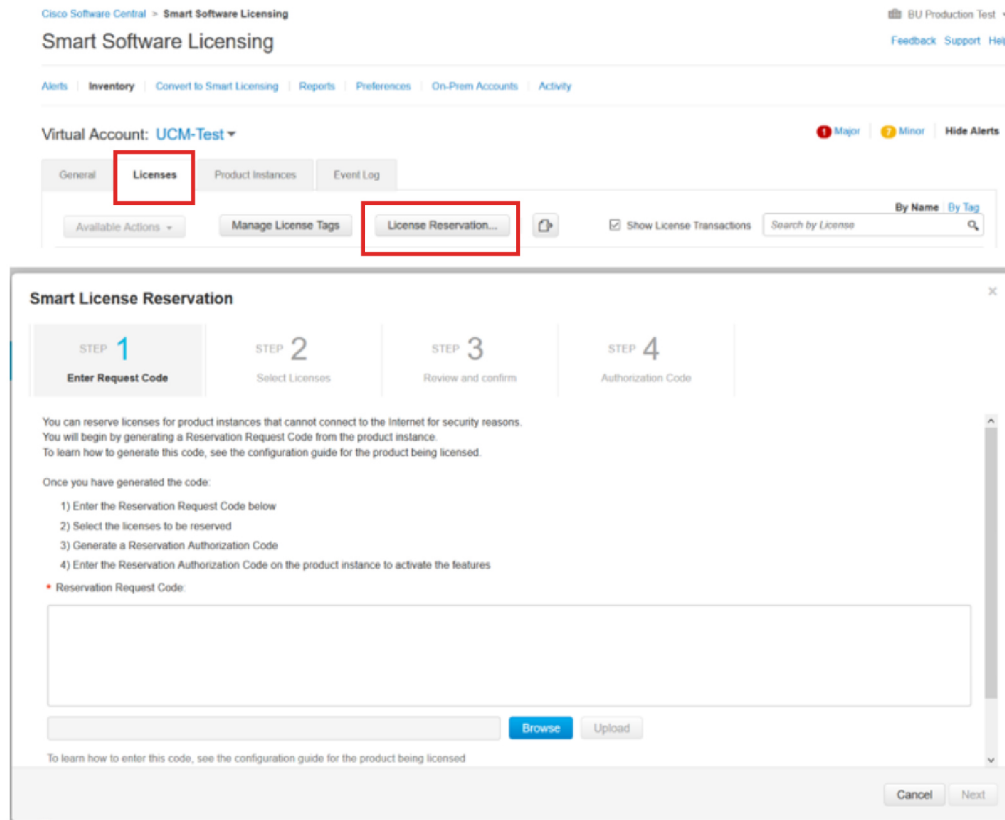 Cisco Software Central > Smart Software Licensing
BU Production Test
Smart Software Licensing
Feedback Support Help
Alerts Inventory Convert to Smart Licensing Reports Preferences On-Prem Accounts Activity
Virtual Account: UCM-Test
Major Minor Hide Alerts
General Licenses Product Instances Event Log
By Name By Tag
Available Actions Manage License Tags License Reservation... Show License Transactions Search by License
Smart License Reservation
STEP 1 STEP 2 STEP 3 STEP 4
Enter Request Code Select Licenses Review and confirm Authorization Code
You can reserve licenses for product instances that cannot connect to the Internet for security reasons.
You will begin by generating a Reservation Request Code from the product instance.
To learn how to generate this code, see the configuration guide for the product being licensed.
Once you have generated the code:
1) Enter the Reservation Request Code below
2) Select the licenses to be reserved
3) Generate a Reservation Authorization Code
4) Enter the Reservation Authorization Code on the product instance to activate the features
* Reservation Request Code:
Browse Upload
To learn how to enter this code, see the configuration guide for the product being licensed
Cancel Next